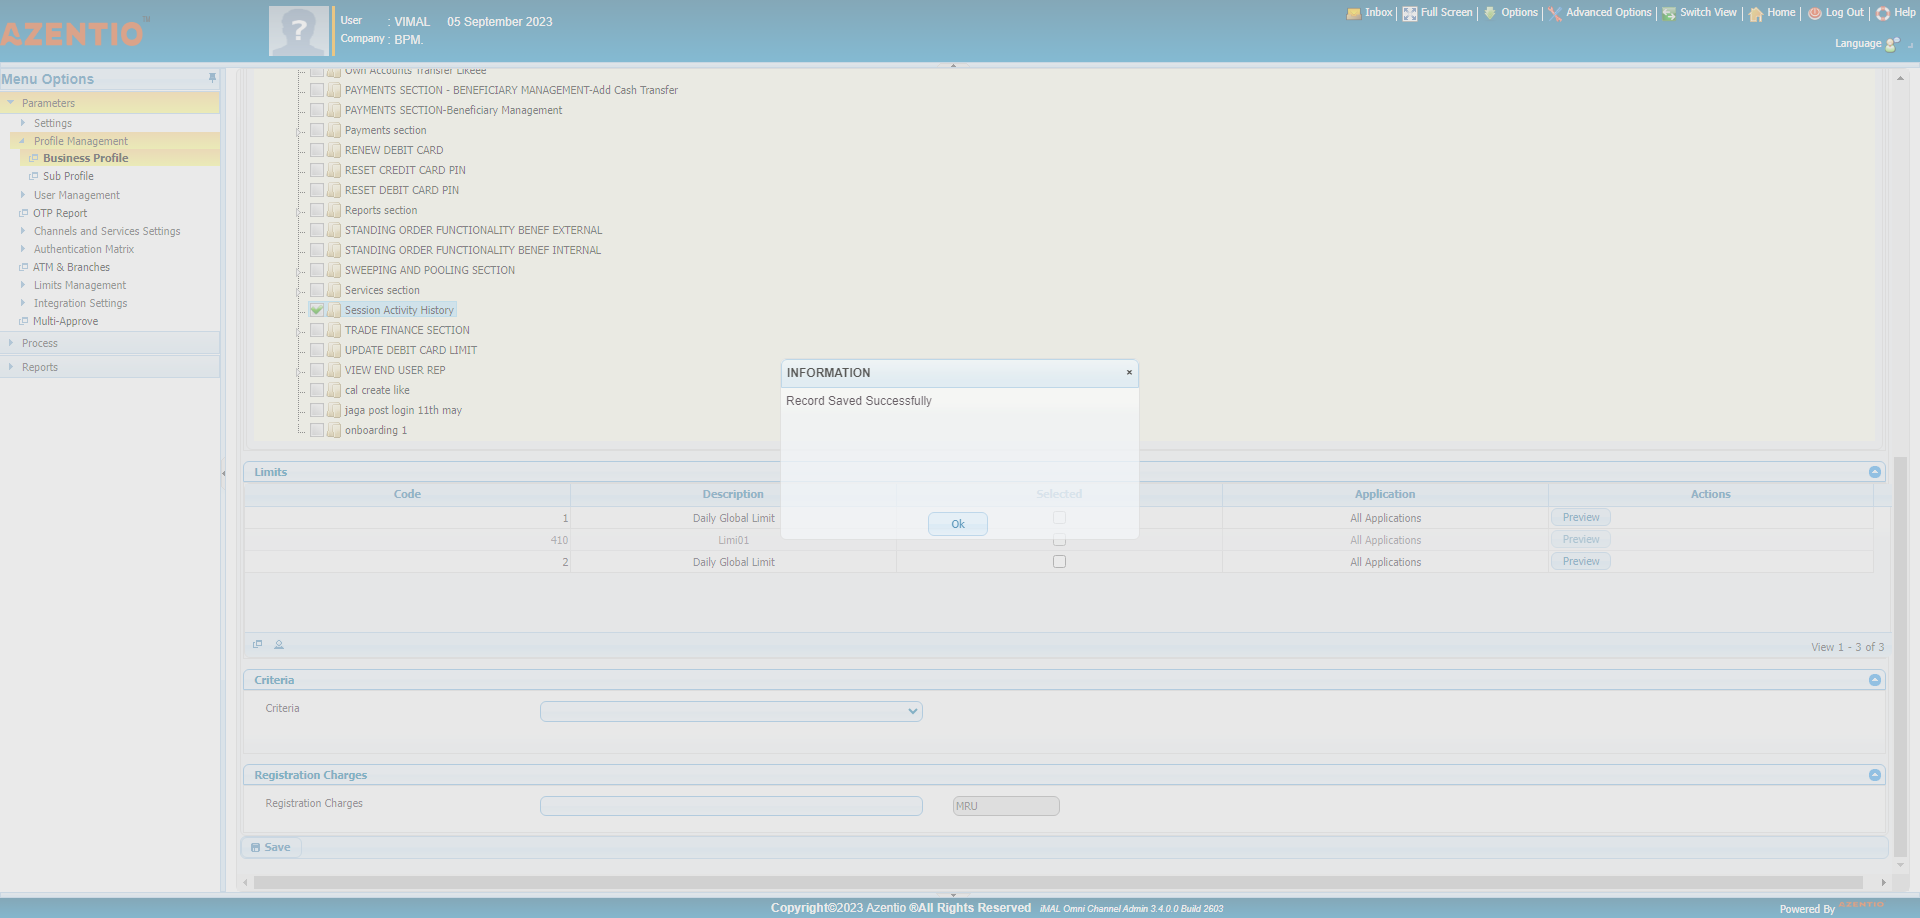 AZENTIO
User : VIMAL 05 September 2023
Company : BPM.
Inbox Full Screen Options Advanced Options Switch View Home Log Out Help
Language
Menu Options
Parameters
Settings
Profile Management
Business Profile
Sub Profile
User Management
OTP Report
Channels and Services Settings
Authentication Matrix
ATM & Branches
Limits Management
Integration Settings
Multi-Approve
Process
Reports
Own Accounts Transfer Likeee
PAYMENTS SECTION - BENEFICIARY MANAGEMENT-Add Cash Transfer
PAYMENTS SECTION-Beneficiary Management
Payments section
RENEW DEBIT CARD
RESET CREDIT CARD PIN
RESET DEBIT CARD PIN
Reports section
STANDING ORDER FUNCTIONALITY BENEF EXTERNAL
STANDING ORDER FUNCTIONALITY BENEF INTERNAL
SWEEPING AND POOLING SECTION
Services section
Session Activity History
TRADE FINANCE SECTION
UPDATE DEBIT CARD LIMIT
VIEW END USER REP
cal create like
jaga post login 11th may
onboarding 1
INFORMATION
Record Saved Successfully
Ok
Limits
Code Description Selected Application Actions
1 Daily Global Limit All Applications Preview
410 Limi01 All Applications Preview
2 Daily Global Limit All Applications Preview
View 1 - 3 of 3
Criteria
Criteria
Registration Charges
Registration Charges MRU
Save
Copyright©2023 Azentio ®All Rights Reserved iMAL Omni Channel Admin 3.4.0.0 Build 2603
Powered By AZENTIO